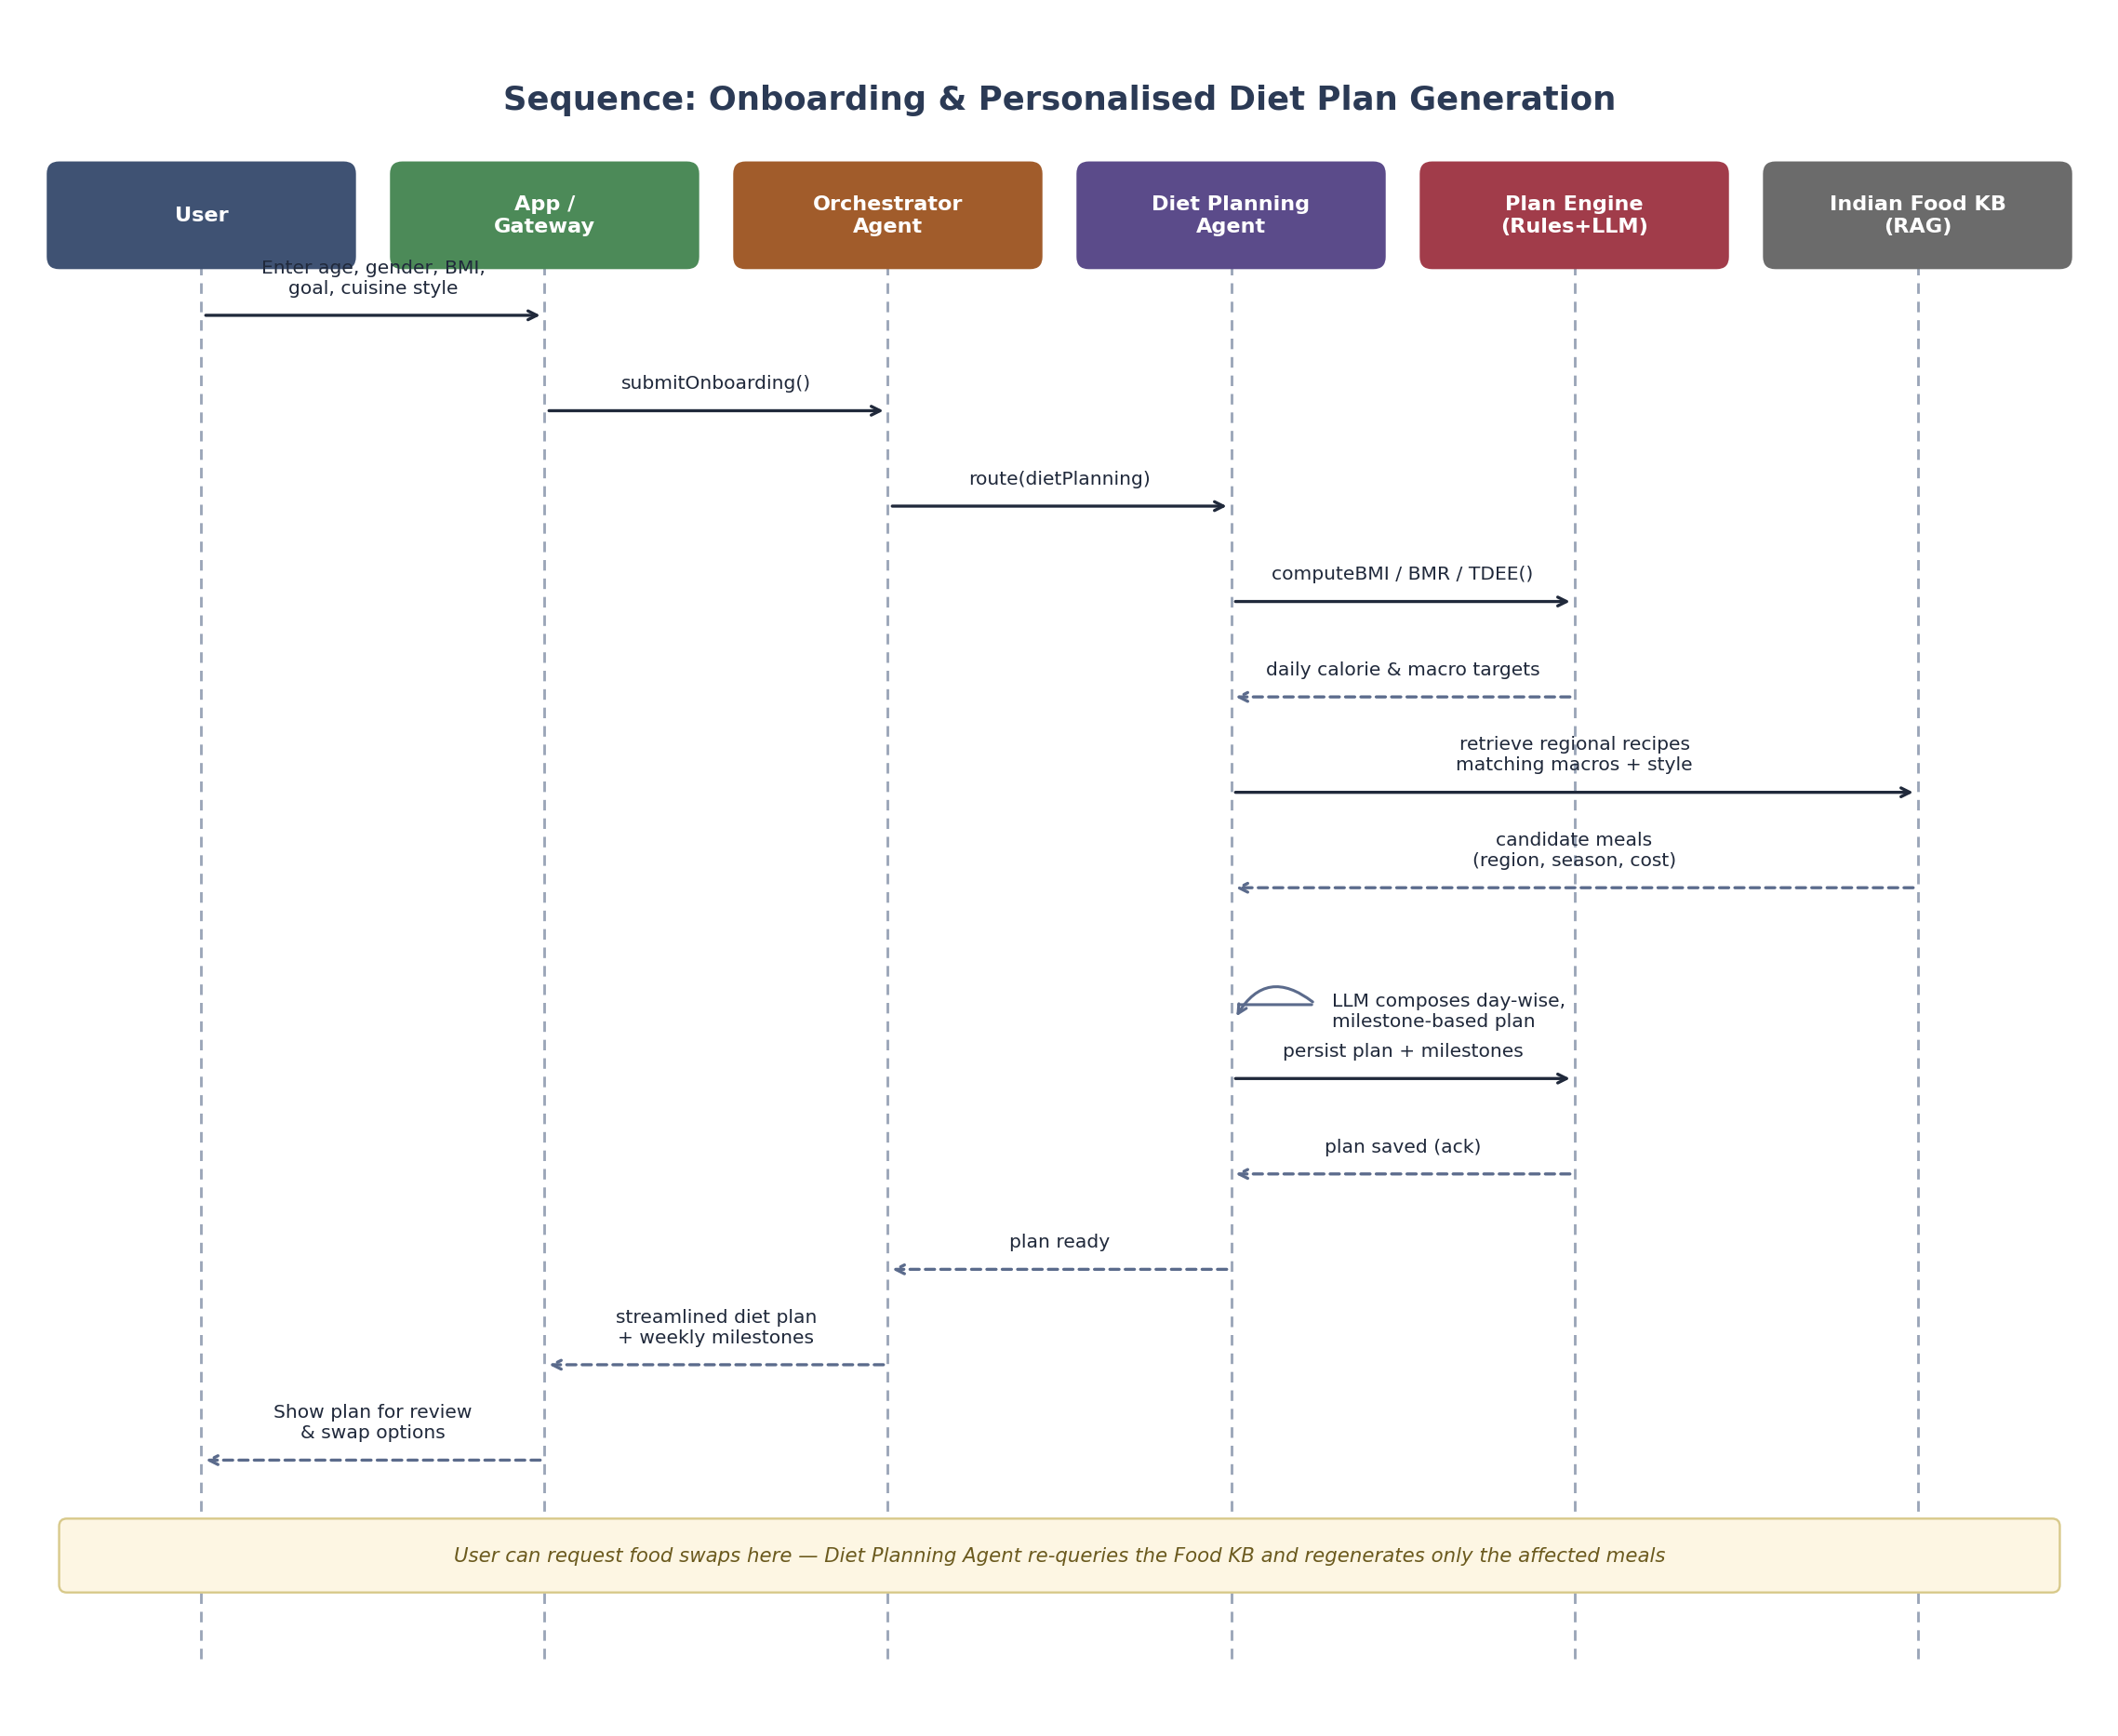 Sequence: Onboarding & Personalised Diet Plan Generation
User
App /
Gateway
Orchestrator
Agent
Diet Planning
Agent
Plan Engine
(Rules+LLM)
Indian Food KB
(RAG)
Enter age, gender, BMI,
goal, cuisine style
submitOnboarding()
route(dietPlanning)
computeBMI / BMR / TDEE()
daily calorie & macro targets
retrieve regional recipes
matching macros + style
candidate meals
(region, season, cost)
LLM composes day-wise,
milestone-based plan
persist plan + milestones
plan saved (ack)
plan ready
streamlined diet plan
+ weekly milestones
Show plan for review
& swap options
User can request food swaps here — Diet Planning Agent re-queries the Food KB and regenerates only the affected meals